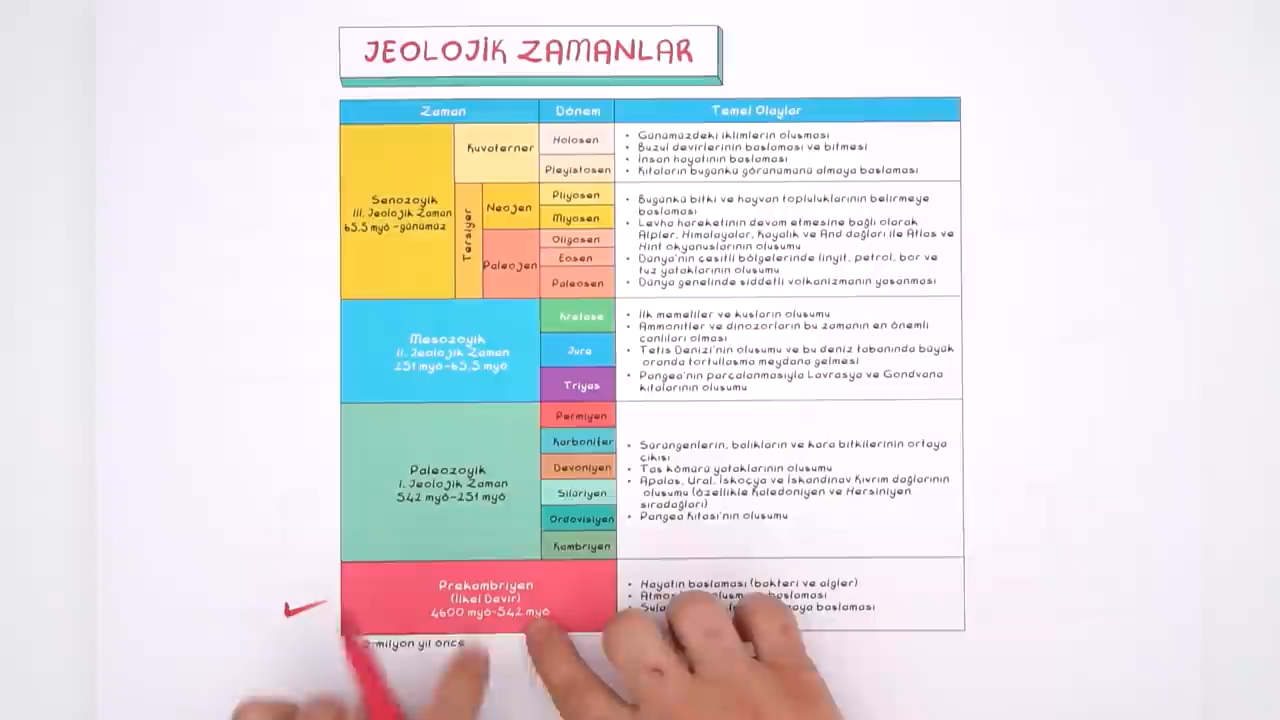 JEOLOJİK ZAMANLAR
Zaman Dönem Temel Olaylar
Senozoyik
III. Jeolojik Zaman
65.5 myö -günümüz
Kuvaterner
Tersiyer
Neojen
Paleojen
Holosen
Pleyistosen
Pliyosen
Miyosen
Oligosen
Eosen
Paleosen
• Günümüzdeki iklimlerin oluşması
• Buzul devirlerinin başlaması ve bitmesi
• İnsan hayatının başlaması
• Kıtaların bugünkü görünümünü almaya başlaması
• Bugünkü bitki ve hayvan topluluklarının belirmeye
başlaması
• Levha hareketinin devam etmesine bağlı olarak
Alpler, Himalayalar, Kayalık ve And dağları ile Atlas ve
Hint okyanuslarının oluşumu
• Dünya'nın çeşitli bölgelerinde linyit, petrol, bor ve
tuz yataklarının oluşumu
• Dünya genelinde şiddetli volkanizmanın yaşanması
Mesozoyik
II. Jeolojik Zaman
251 myö-65,5 myö
Kretase
Jura
Triyas
• İlk memeliler ve kuşların oluşumu
• Ammonitler ve dinozorların bu zamanın en önemli
canlıları olması
• Tetis Denizi'nin oluşumu ve bu deniz tabanında büyük
oranda tortullaşma meydana gelmesi
• Pangea'nın parçalanmasıyla Lavrasya ve Gondvana
kıtalarının oluşumu
Paleozoyik
I. Jeolojik Zaman
542 myö-251 myö
Permiyen
Karbonifer
Devoniyen
Silüriyen
Ordovisiyen
Kambriyen
• Sürüngenlerin, balıkların ve kara bitkilerinin ortaya
çıkışı
• Taş kömürü yataklarının oluşumu
• Apalaş, Ural, İskoçya ve İskandinav Kıvrım dağlarının
oluşumu (özellikle Kaledoniyen ve Hersiniyen
sıradağları)
• Pangea Kıtası'nın oluşumu
Prekambriyen
(İlkel Devir)
4600 myö-542 myö
• Hayatın başlaması (bakteri ve algler)
başlaması
başlaması
milyon yıl önce